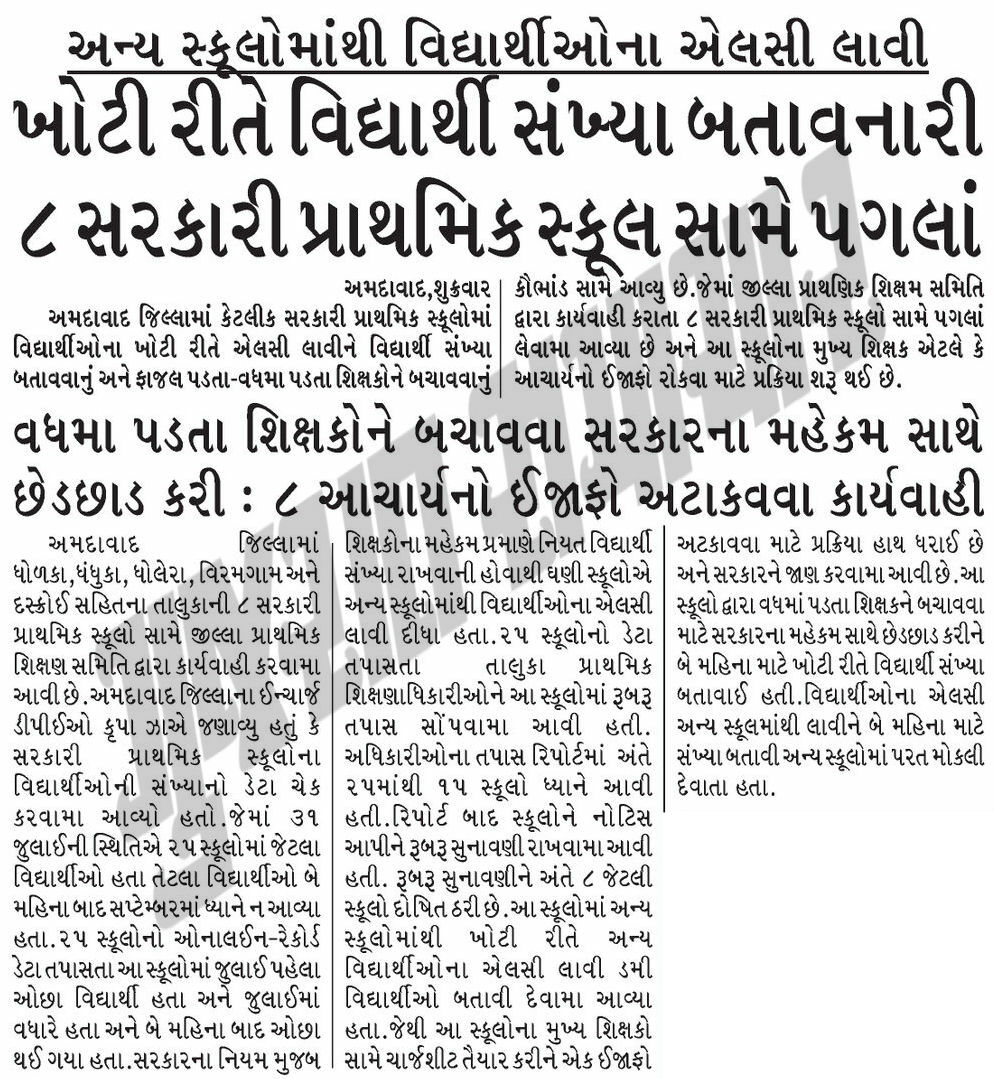 અન્ય સ્કૂલોમાંથી વિદ્યાર્થીઓના એલસી લાવી
ખોટી રીતે વિદ્યાર્થી સંખ્યા બતાવનારી
૮ સરકારી પ્રાથમિક સ્કૂલ સામે પગલાં
અમદાવાદ,શુક્રવાર
અમદાવાદ જિલ્લામાં કેટલીક સરકારી પ્રાથમિક સ્કૂલોમાં
વિદ્યાર્થીઓના ખોટી રીતે એલસી લાવીને વિદ્યાર્થી સંખ્યા
બતાવવાનું અને ફાજલ પડતા-વધમા પડતા શિક્ષકોને બચાવવાનું
કૌભાંડ સામે આવ્યુ છે.જેમાં જીલ્લા પ્રાથણિક શિક્ષમ સમિતિ
દ્વારા કાર્યવાહી કરાતા ૮ સરકારી પ્રાથમિક સ્કૂલો સામે પગલાં
લેવામા આવ્યા છે અને આ સ્કૂલોના મુખ્ય શિક્ષક એટલે કે
આચાર્યનો ઈજાફો રોકવા માટે પ્રક્રિયા શરૂ થઈ છે.
વધમા પડતા શિક્ષકોને બચાવવા સરકારના મહેકમ સાથે
છેડછાડ કરી : ૮ આચાર્યનો ઈજાફો અટાકવવા કાર્યવાહી
અમદાવાદ જિલ્લામાં
ધોળકા,ધંધુકા, ધોલેરા, વિરમગામ અને
દસ્ક્રોઈ સહિતના તાલુકાની ૮ સરકારી
પ્રાથમિક સ્કૂલો સામે જીલ્લા પ્રાથમિક
શિક્ષણ સમિતિ દ્વારા કાર્યવાહી કરવામા
આવી છે.અમદાવાદ જિલ્લાના ઈન્ચાર્જ
ડીપીઈઓ કૃપા ઝાએ જણાવ્યુ હતું કે
સરકારી પ્રાથમિક સ્કૂલોના
વિદ્યાર્થીઓની સંખ્યાનો ડેટા ચેક
કરવામા આવ્યો હતો.જેમાં ૩૧
જુલાઈની સ્થિતિએ ૨૫ સ્કૂલોમાં જેટલા
વિદ્યાર્થીઓ હતા તેટલા વિદ્યાર્થીઓ બે
મહિના બાદ સપ્ટેમ્બરમાં ધ્યાને ન આવ્યા
હતા.૨૫ સ્કૂલોનો ઓનાલઈન-રેકોર્ડ
ડેટા તપાસતા આ સ્કૂલોમાં જુલાઈ પહેલા
ઓછા વિદ્યાર્થી હતા અને જુલાઈમાં
વધારે હતા અને બે મહિના બાદ ઓછા
થઈ ગયા હતા.સરકારના નિયમ મુજબ
શિક્ષકોના મહેકમ પ્રમાણે નિયત વિદ્યાર્થી
સંખ્યા રાખવાની હોવાથી ઘણી સ્કૂલોએ
અન્ય સ્કૂલોમાંથી વિદ્યાર્થીઓના એલસી
લાવી દીધા હતા.૨૫ સ્કૂલોનો ડેટા
તપાસતા તાલુકા પ્રાથમિક
શિક્ષણાધિકારીઓને આ સ્કૂલોમાં રૂબરૂ
તપાસ સોંપવામા આવી હતી.
અધિકારીઓના તપાસ રિપોર્ટમાં અંતે
૨૫માંથી ૧૫ સ્કૂલો ધ્યાને આવી
હતી.રિપોર્ટ બાદ સ્કૂલોને નોટિસ
આપીને રૂબરૂ સુનાવણી રાખવામા આવી
હતી. રૂબરૂ સુનાવણીને અંતે ૮ જેટલી
સ્કૂલો દોષિત ઠરી છે.આ સ્કૂલોમાં અન્ય
સ્કૂલોમાંથી ખોટી રીતે અન્ય
વિદ્યાર્થીઓના એલસી લાવી ડમી
વિદ્યાર્થીઓ બતાવી દેવામા આવ્યા
હતા.જેથી આ સ્કૂલોના મુખ્ય શિક્ષકો
સામે ચાર્જશીટ તૈયાર કરીને એક ઈજાફો
અટકાવવા માટે પ્રક્રિયા હાથ ધરાઈ છે
અને સરકારને જાણ કરવામા આવી છે.આ
સ્કૂલો દ્વારા વધમાં પડતા શિક્ષકને બચાવવા
માટે સરકારના મહેકમ સાથે છેડછાડ કરીને
બે મહિના માટે ખોટી રીતે વિદ્યાર્થી સંખ્યા
બતાવાઈ હતી.વિદ્યાર્થીઓના એલસી
અન્ય સ્કૂલમાંથી લાવીને બે મહિના માટે
સંખ્યા બતાવી અન્ય સ્કૂલોમાં પરત મોકલી
દેવાતા હતા.
ગુજરાત સમાચાર